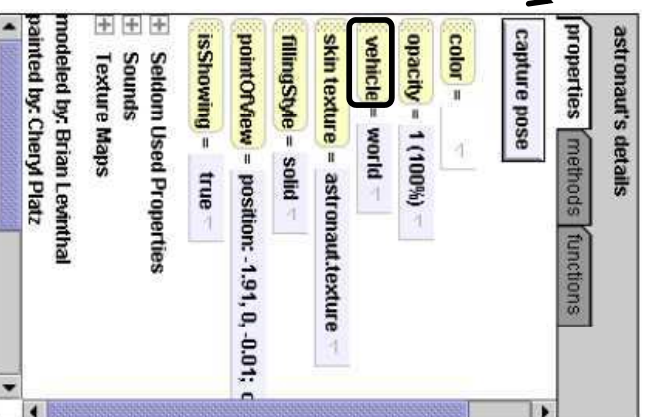 astronaut's details
properties methods functions
capture pose
color =
opacity = 1 (100%)
vehicle = world
skin texture = astronaut.texture
fillingStyle = solid
pointOfView = position: -1.91, 0, -0.01;
isShowing = true
Seldom Used Properties
Sounds
Texture Maps
modeled by: Brian Levinthal
painted by: Cheryl Platz